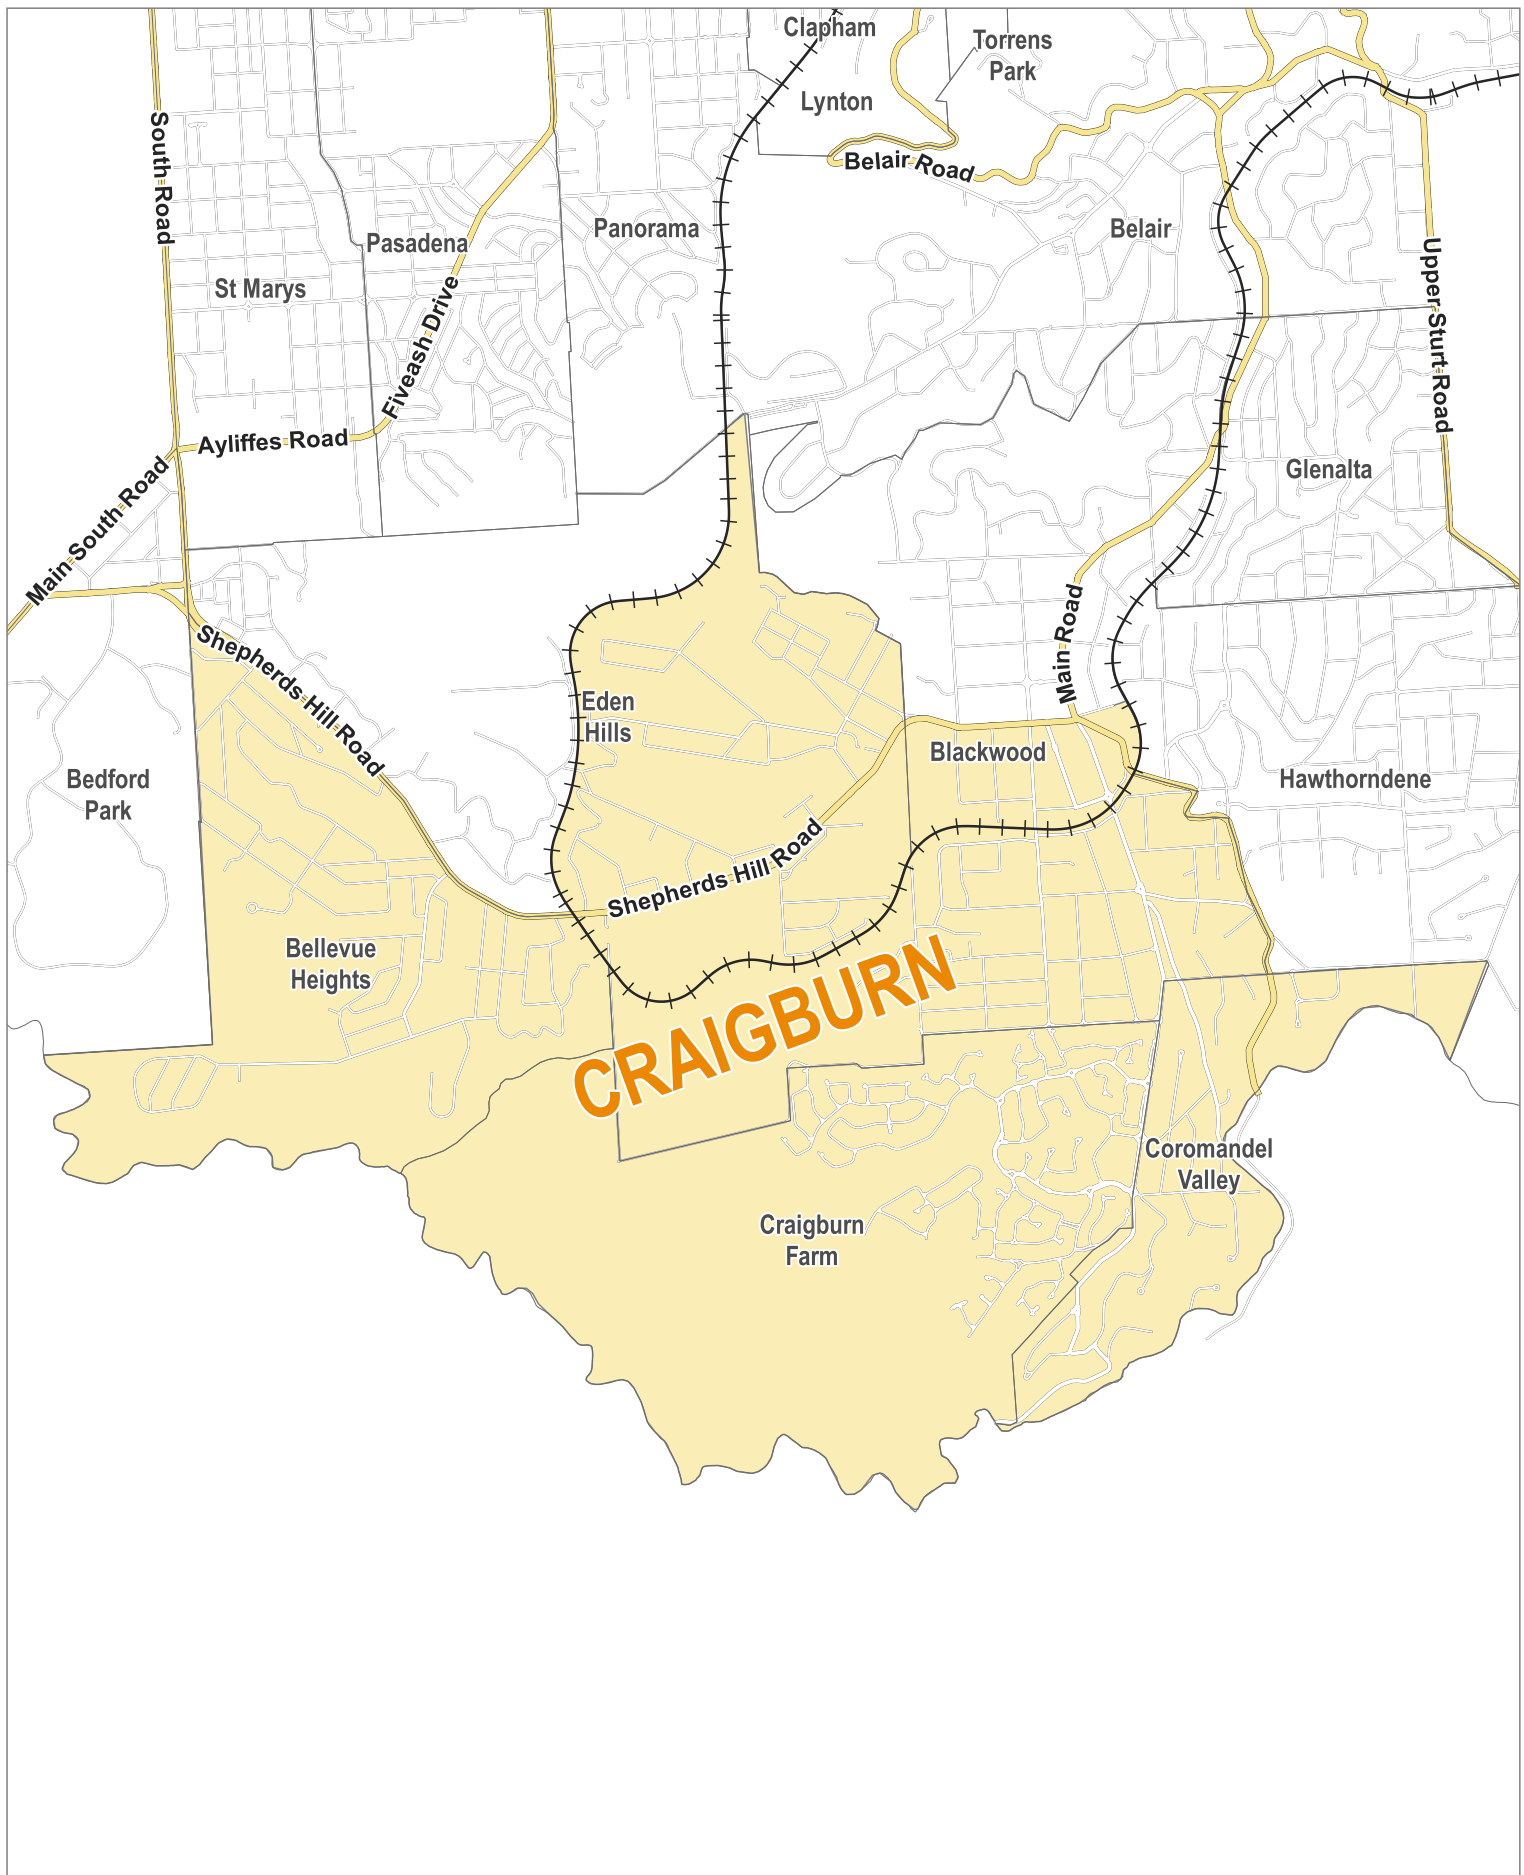 Clapham
Torrens
Park
Lynton
South Road
Belair Road
Panorama
Belair
Pasadena
St Marys
Fiveash Drive
Upper Sturt Road
Ayliffes Road
Glenalta
Main South Road
Main Road
Shepherds Hill Road
Eden
Hills
Blackwood
Bedford
Park
Hawthorndene
Shepherds Hill Road
Bellevue
Heights
CRAIGBURN
Coromandel
Valley
Craigburn
Farm